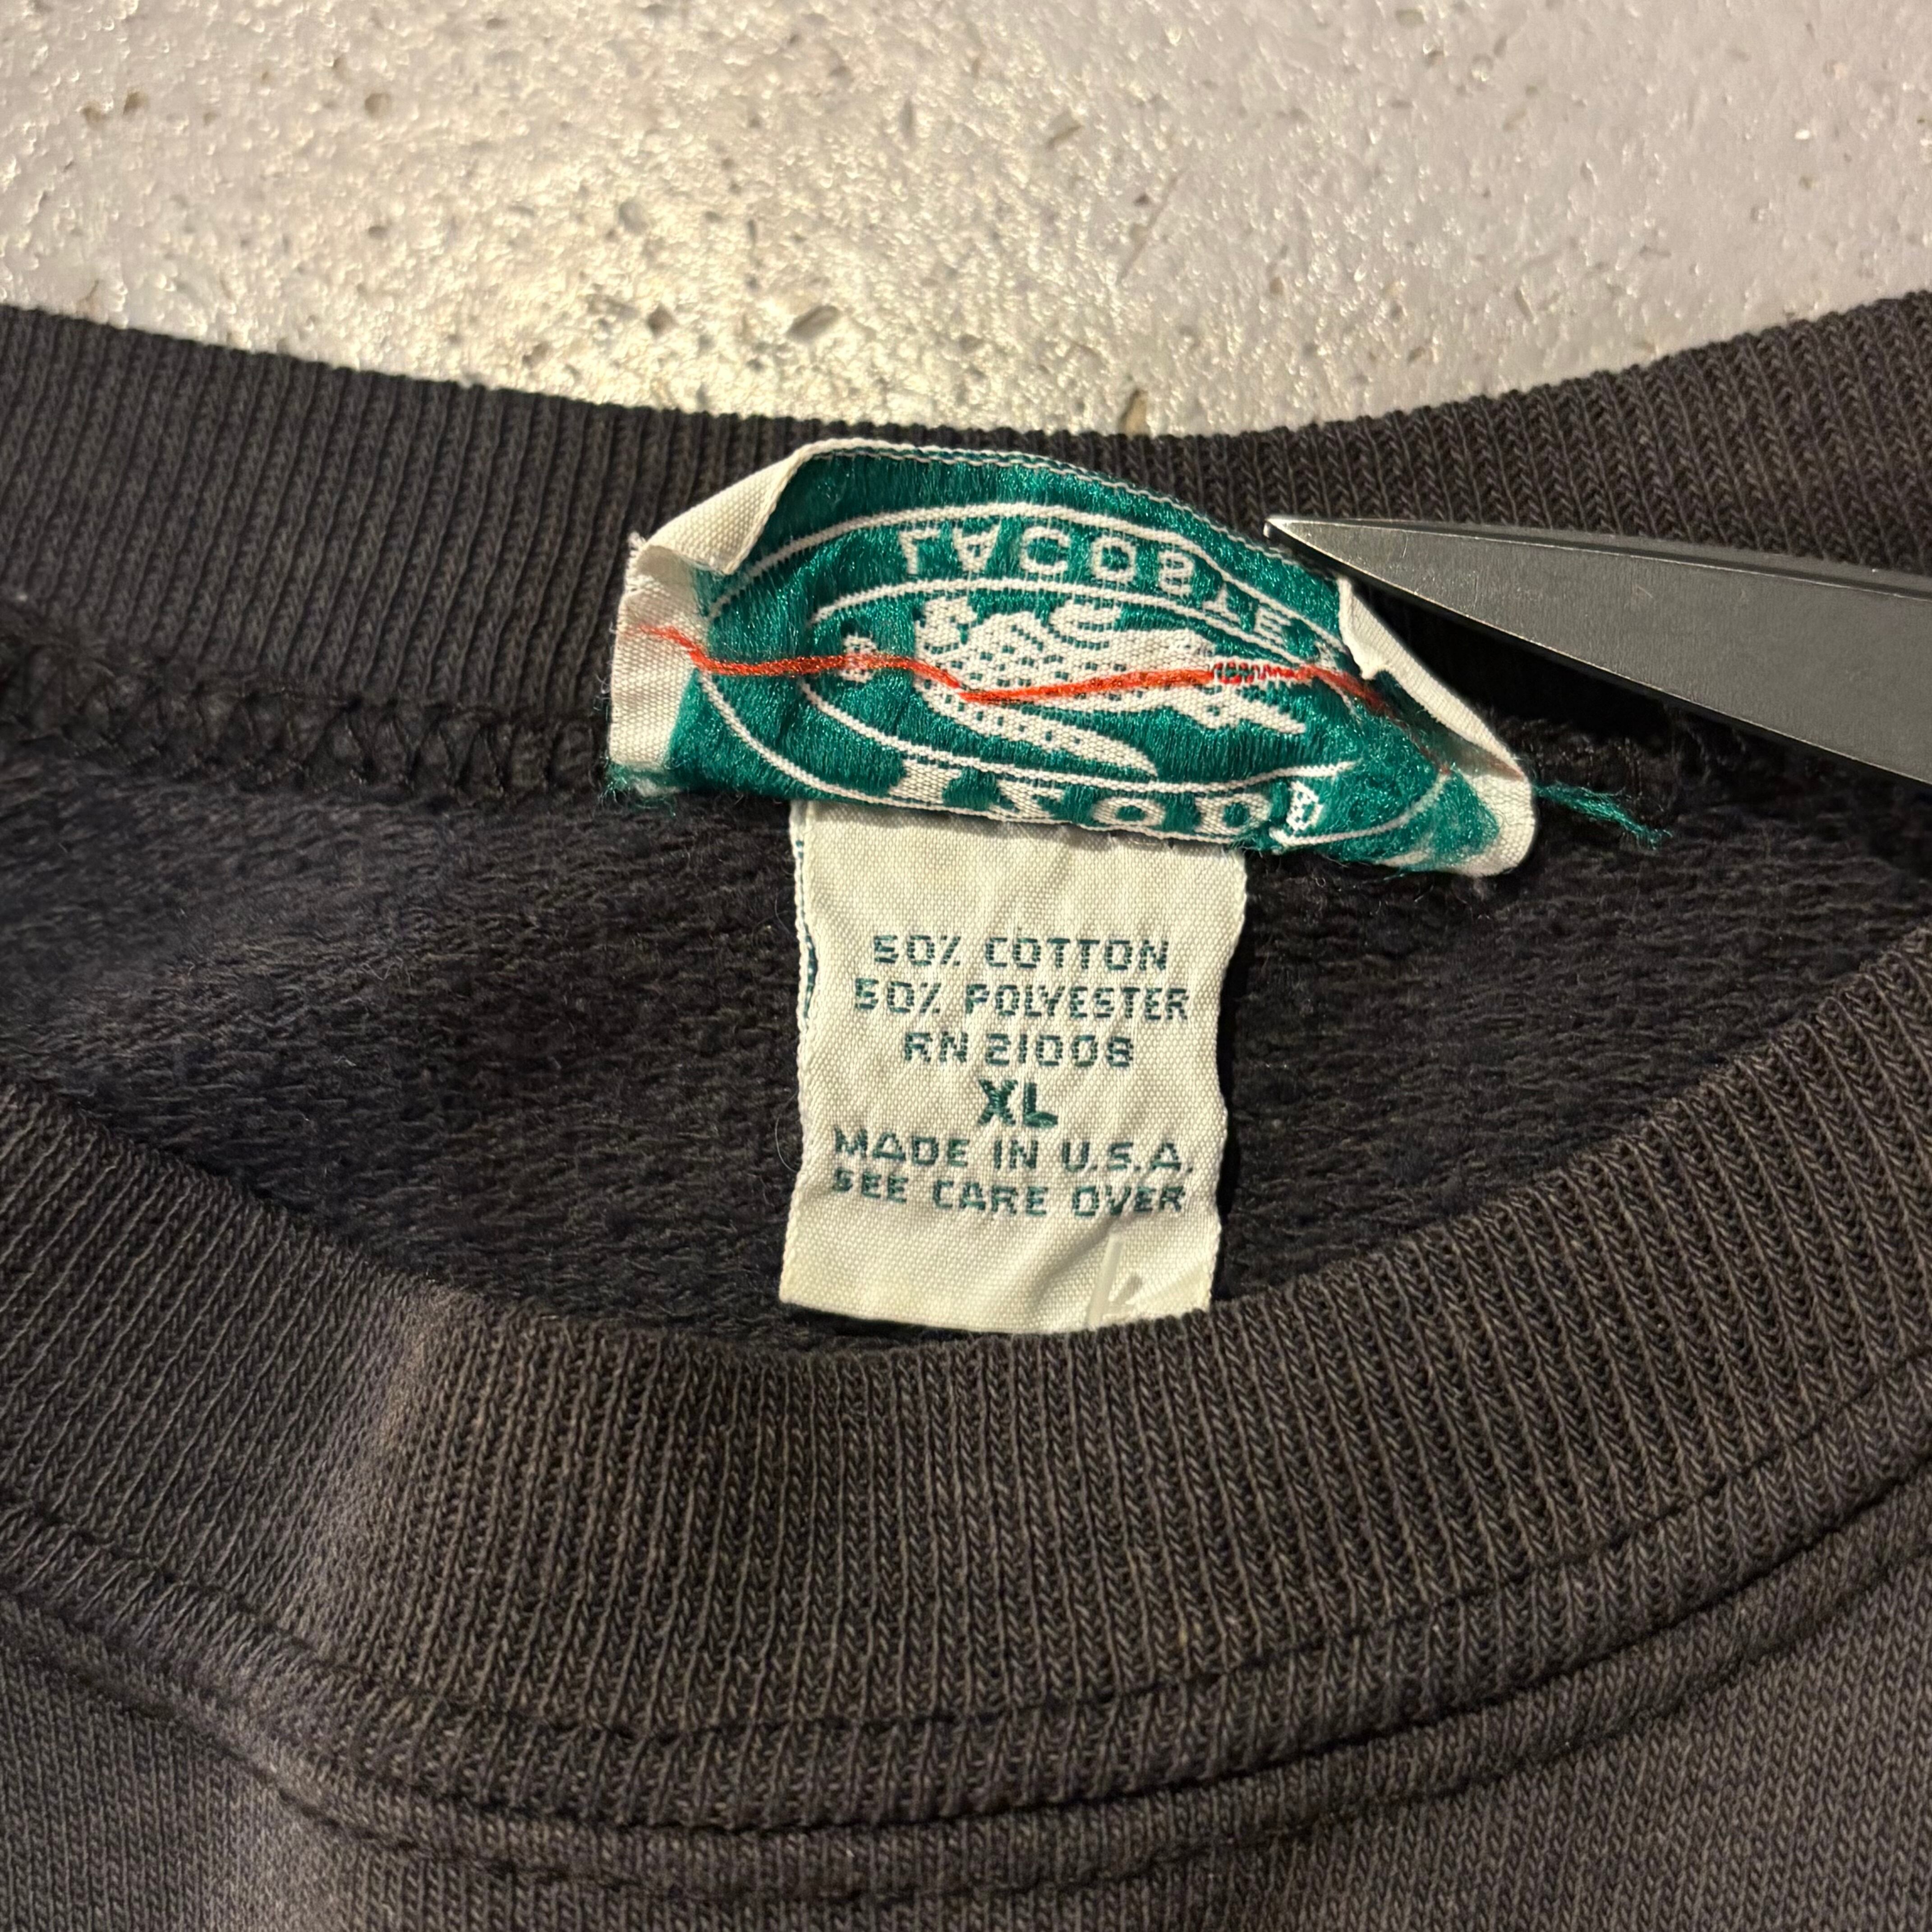 LACOSTE
IZOD
50% COTTON
50% POLYESTER
RN 21008
XL
MADE IN U.S.A.
SEE CARE OVER